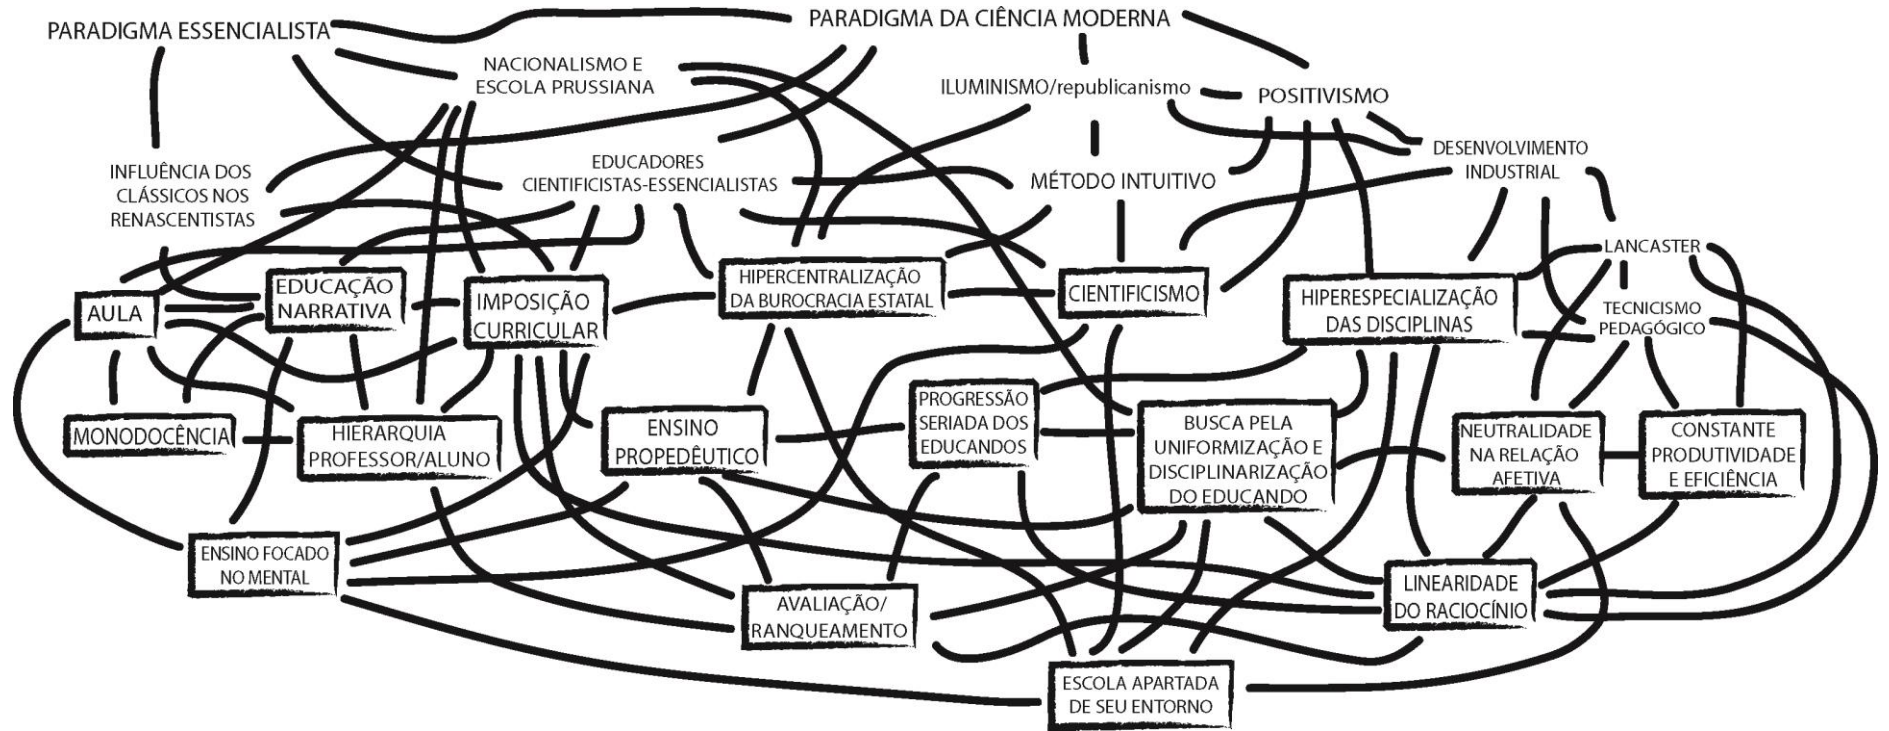 PARADIGMA ESSENCIALISTA
PARADIGMA DA CIÊNCIA MODERNA
NACIONALISMO E
ESCOLA PRUSSIANA
ILUMINISMO/republicanismo
POSITIVISMO
INFLUÊNCIA DOS
CLÁSSICOS NOS
RENASCENTISTAS
EDUCADORES
CIENTIFICISTAS-ESSENCIALISTAS
MÉTODO INTUITIVO
DESENVOLVIMENTO
INDUSTRIAL
LANCASTER
AULA
EDUCAÇÃO
NARRATIVA
IMPOSIÇÃO
CURRICULAR
HIPERCENTRALIZAÇÃO
DA BUROCRACIA ESTATAL
CIENTIFICISMO
HIPERESPECIALIZAÇÃO
DAS DISCIPLINAS
TECNICISMO
PEDAGÓGICO
MONODOCÊNCIA
HIERARQUIA
PROFESSOR/ALUNO
ENSINO
PROPEDÊUTICO
PROGRESSÃO
SERIADA DOS
EDUCANDOS
BUSCA PELA
UNIFORMIZAÇÃO E
DISCIPLINARIZAÇÃO
DO EDUCANDO
NEUTRALIDADE
NA RELAÇÃO
AFETIVA
CONSTANTE
PRODUTIVIDADE
E EFICIÊNCIA
ENSINO FOCADO
NO MENTAL
AVALIAÇÃO/
RANQUEAMENTO
LINEARIDADE
DO RACIOCÍNIO
ESCOLA APARTADA
DE SEU ENTORNO